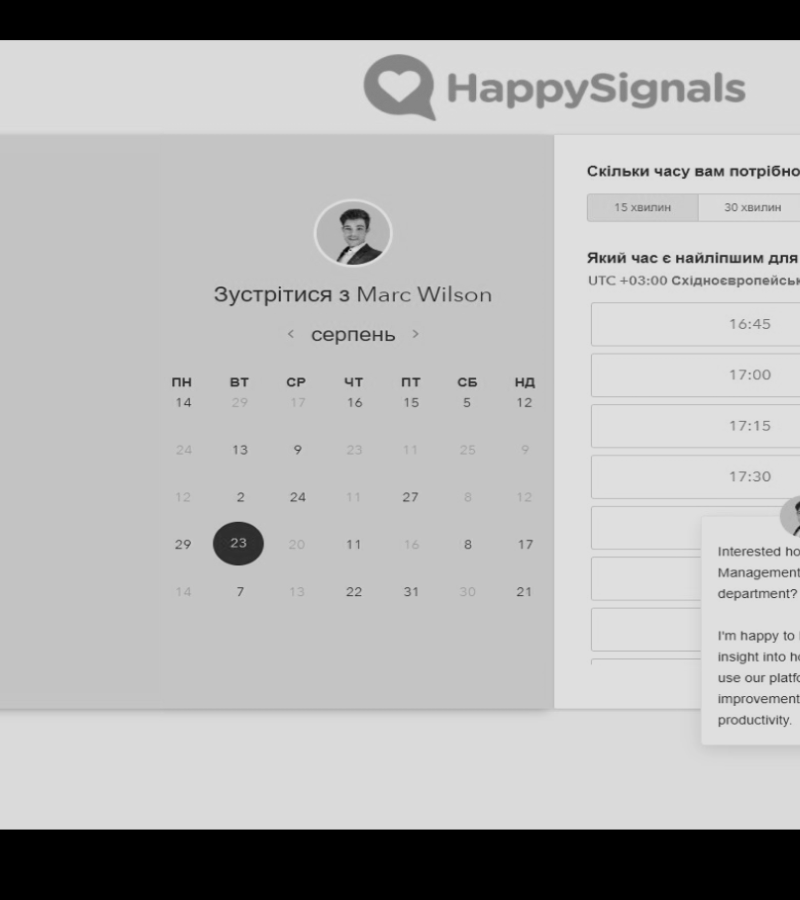 HappySignals
Зустрітися з Marc Wilson
< серпень >
ПН ВТ СР ЧТ ПТ СБ НД
14 29 17 16 15 5 12
24 13 9 23 11 25 9
12 2 24 11 27 8 12
29 23 20 11 16 8 17
14 7 13 22 31 30 21
Скільки часу вам потрібно
15 хвилин 30 хвилин
Який час є найліпшим для
UTC +03:00
16:45
17:00
17:15
17:30
Interested
Management
department?
I'm happy to
insight into
use our
improvement
productivity.